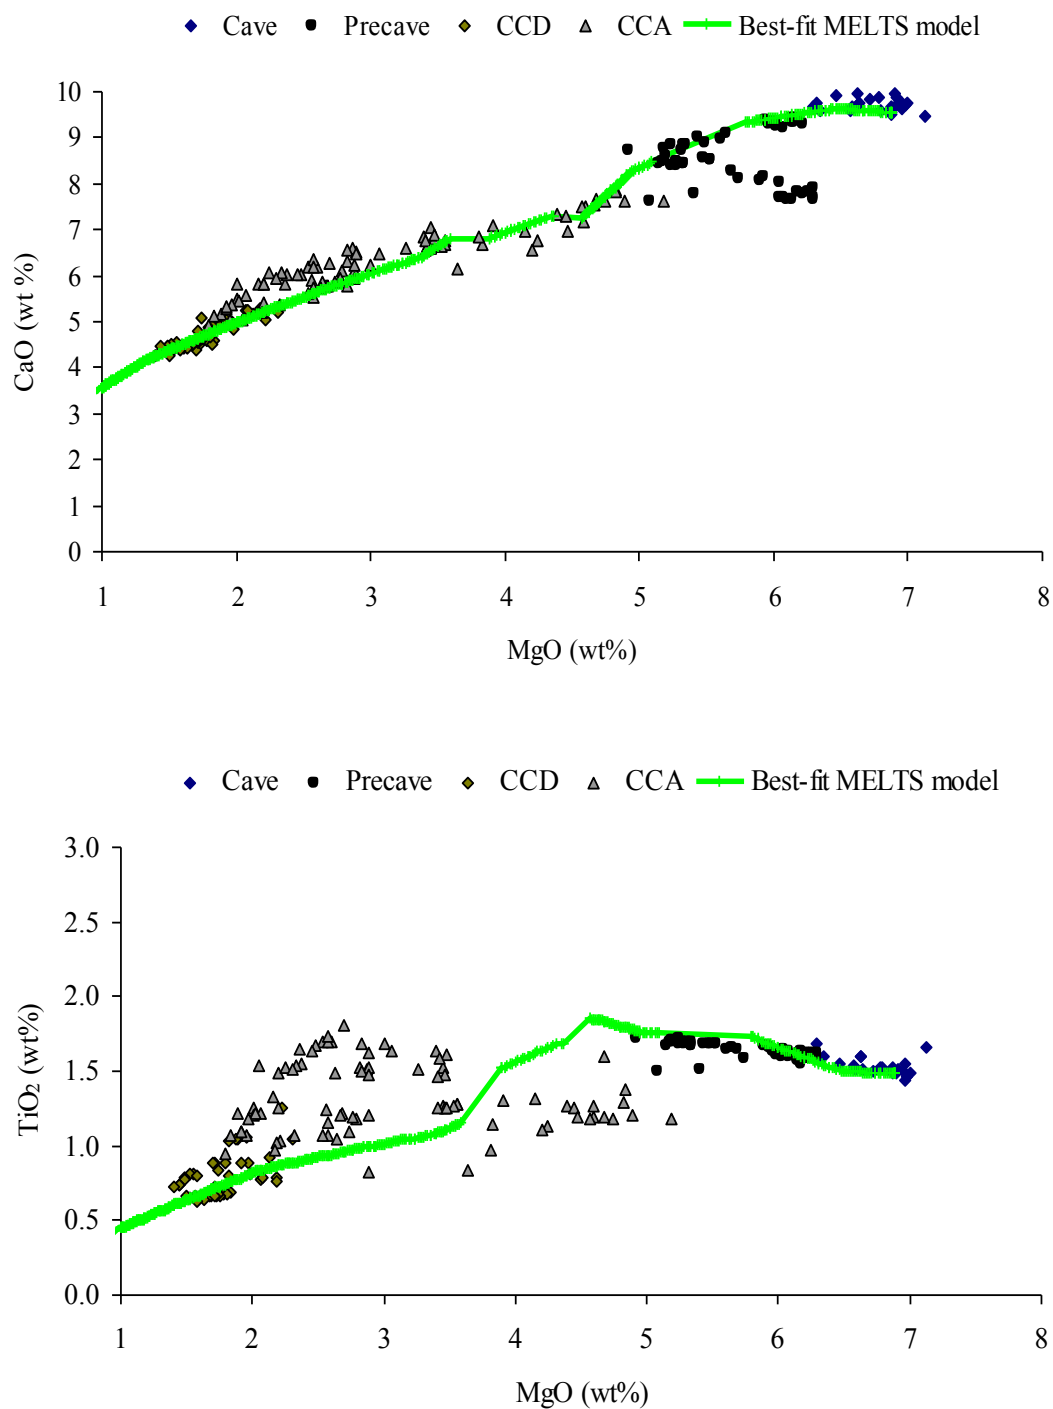 Cave Precave CCD CCA Best-fit MELTS model
10
9
8
7
6
5
4
3
2
1
0
CaO (wt %)
1 2 3 4 5 6 7 8
MgO (wt%)
Cave Precave CCD CCA Best-fit MELTS model
3.0
2.5
2.0
1.5
1.0
0.5
0.0
TiO₂ (wt%)
1 2 3 4 5 6 7 8
MgO (wt%)